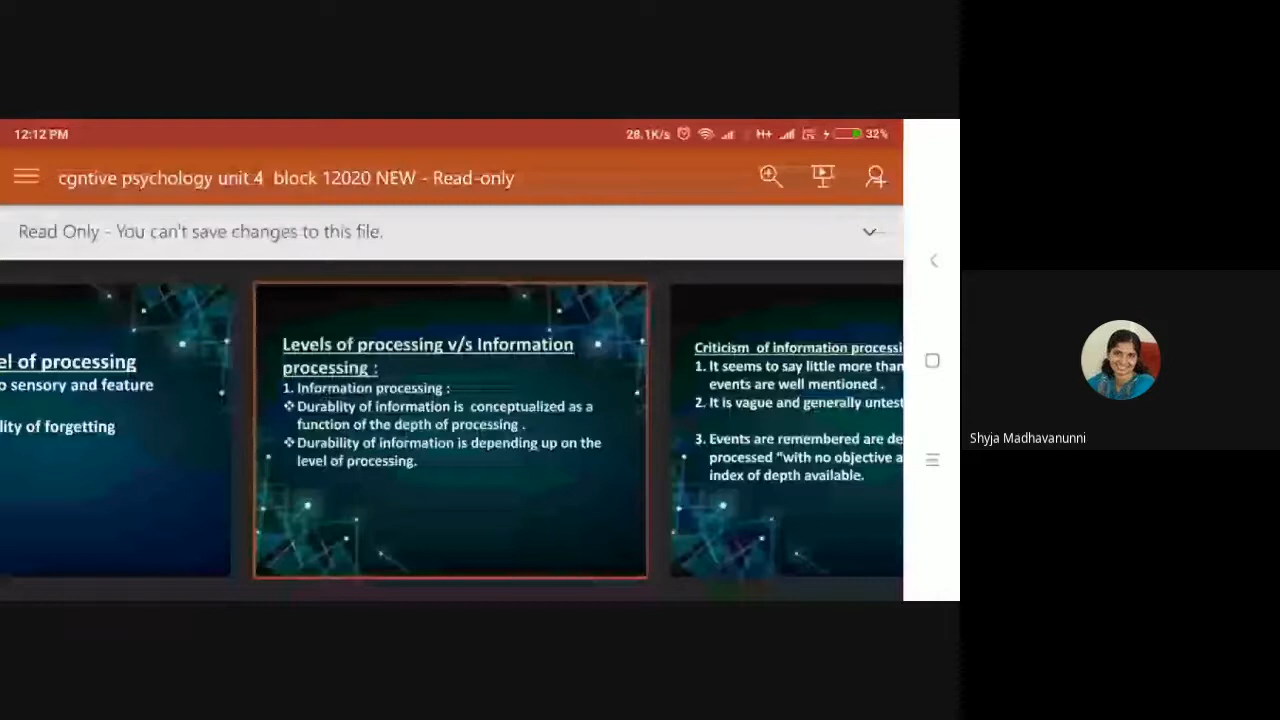 12:12 PM
28.1K/s H+ 32%
cgntive psychology unit 4 block 12020 NEW - Read-only
Read Only - You can't save changes to this file.
el of processing
o sensory and feature
lity of forgetting
Levels of processing v/s Information
processing :
1. Information processing :
❖Durablity of information is conceptualized as a
function of the depth of processing .
❖Durability of information is depending up on the
level of processing.
Criticism of information processi
1. It seems to say little more than
events are well mentioned .
2. It is vague and generally untest
3. Events are remembered are de
processed “with no objective a
index of depth available.
Shyja Madhavanunni